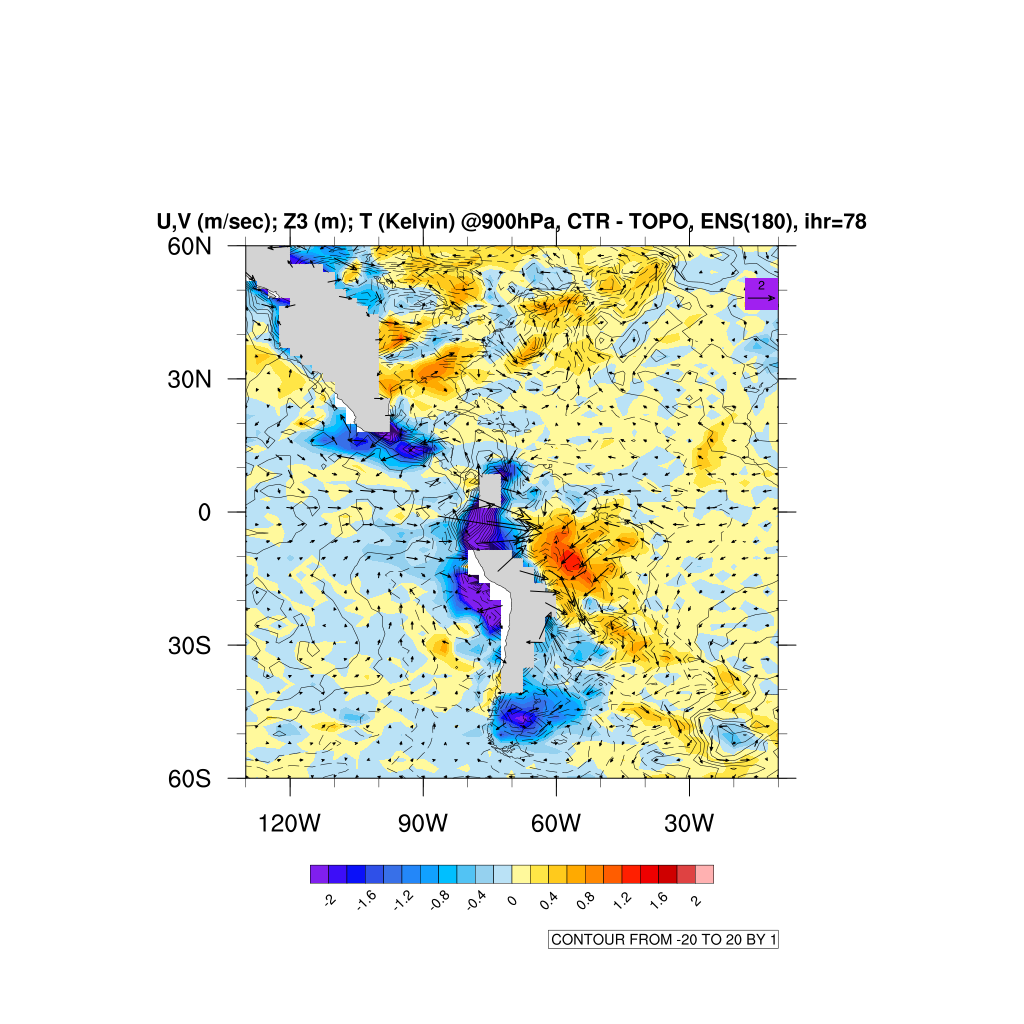 U,V (m/sec); Z3 (m); T (Kelvin) @900hPa, CTR - TOPO, ENS(180), ihr=78
60N
2
30N
0
30S
60S
120W 90W 60W 30W
-2 -1.6 -1.2 -0.8 -0.4 0 0.4 0.8 1.2 1.6 2
CONTOUR FROM -20 TO 20 BY 1